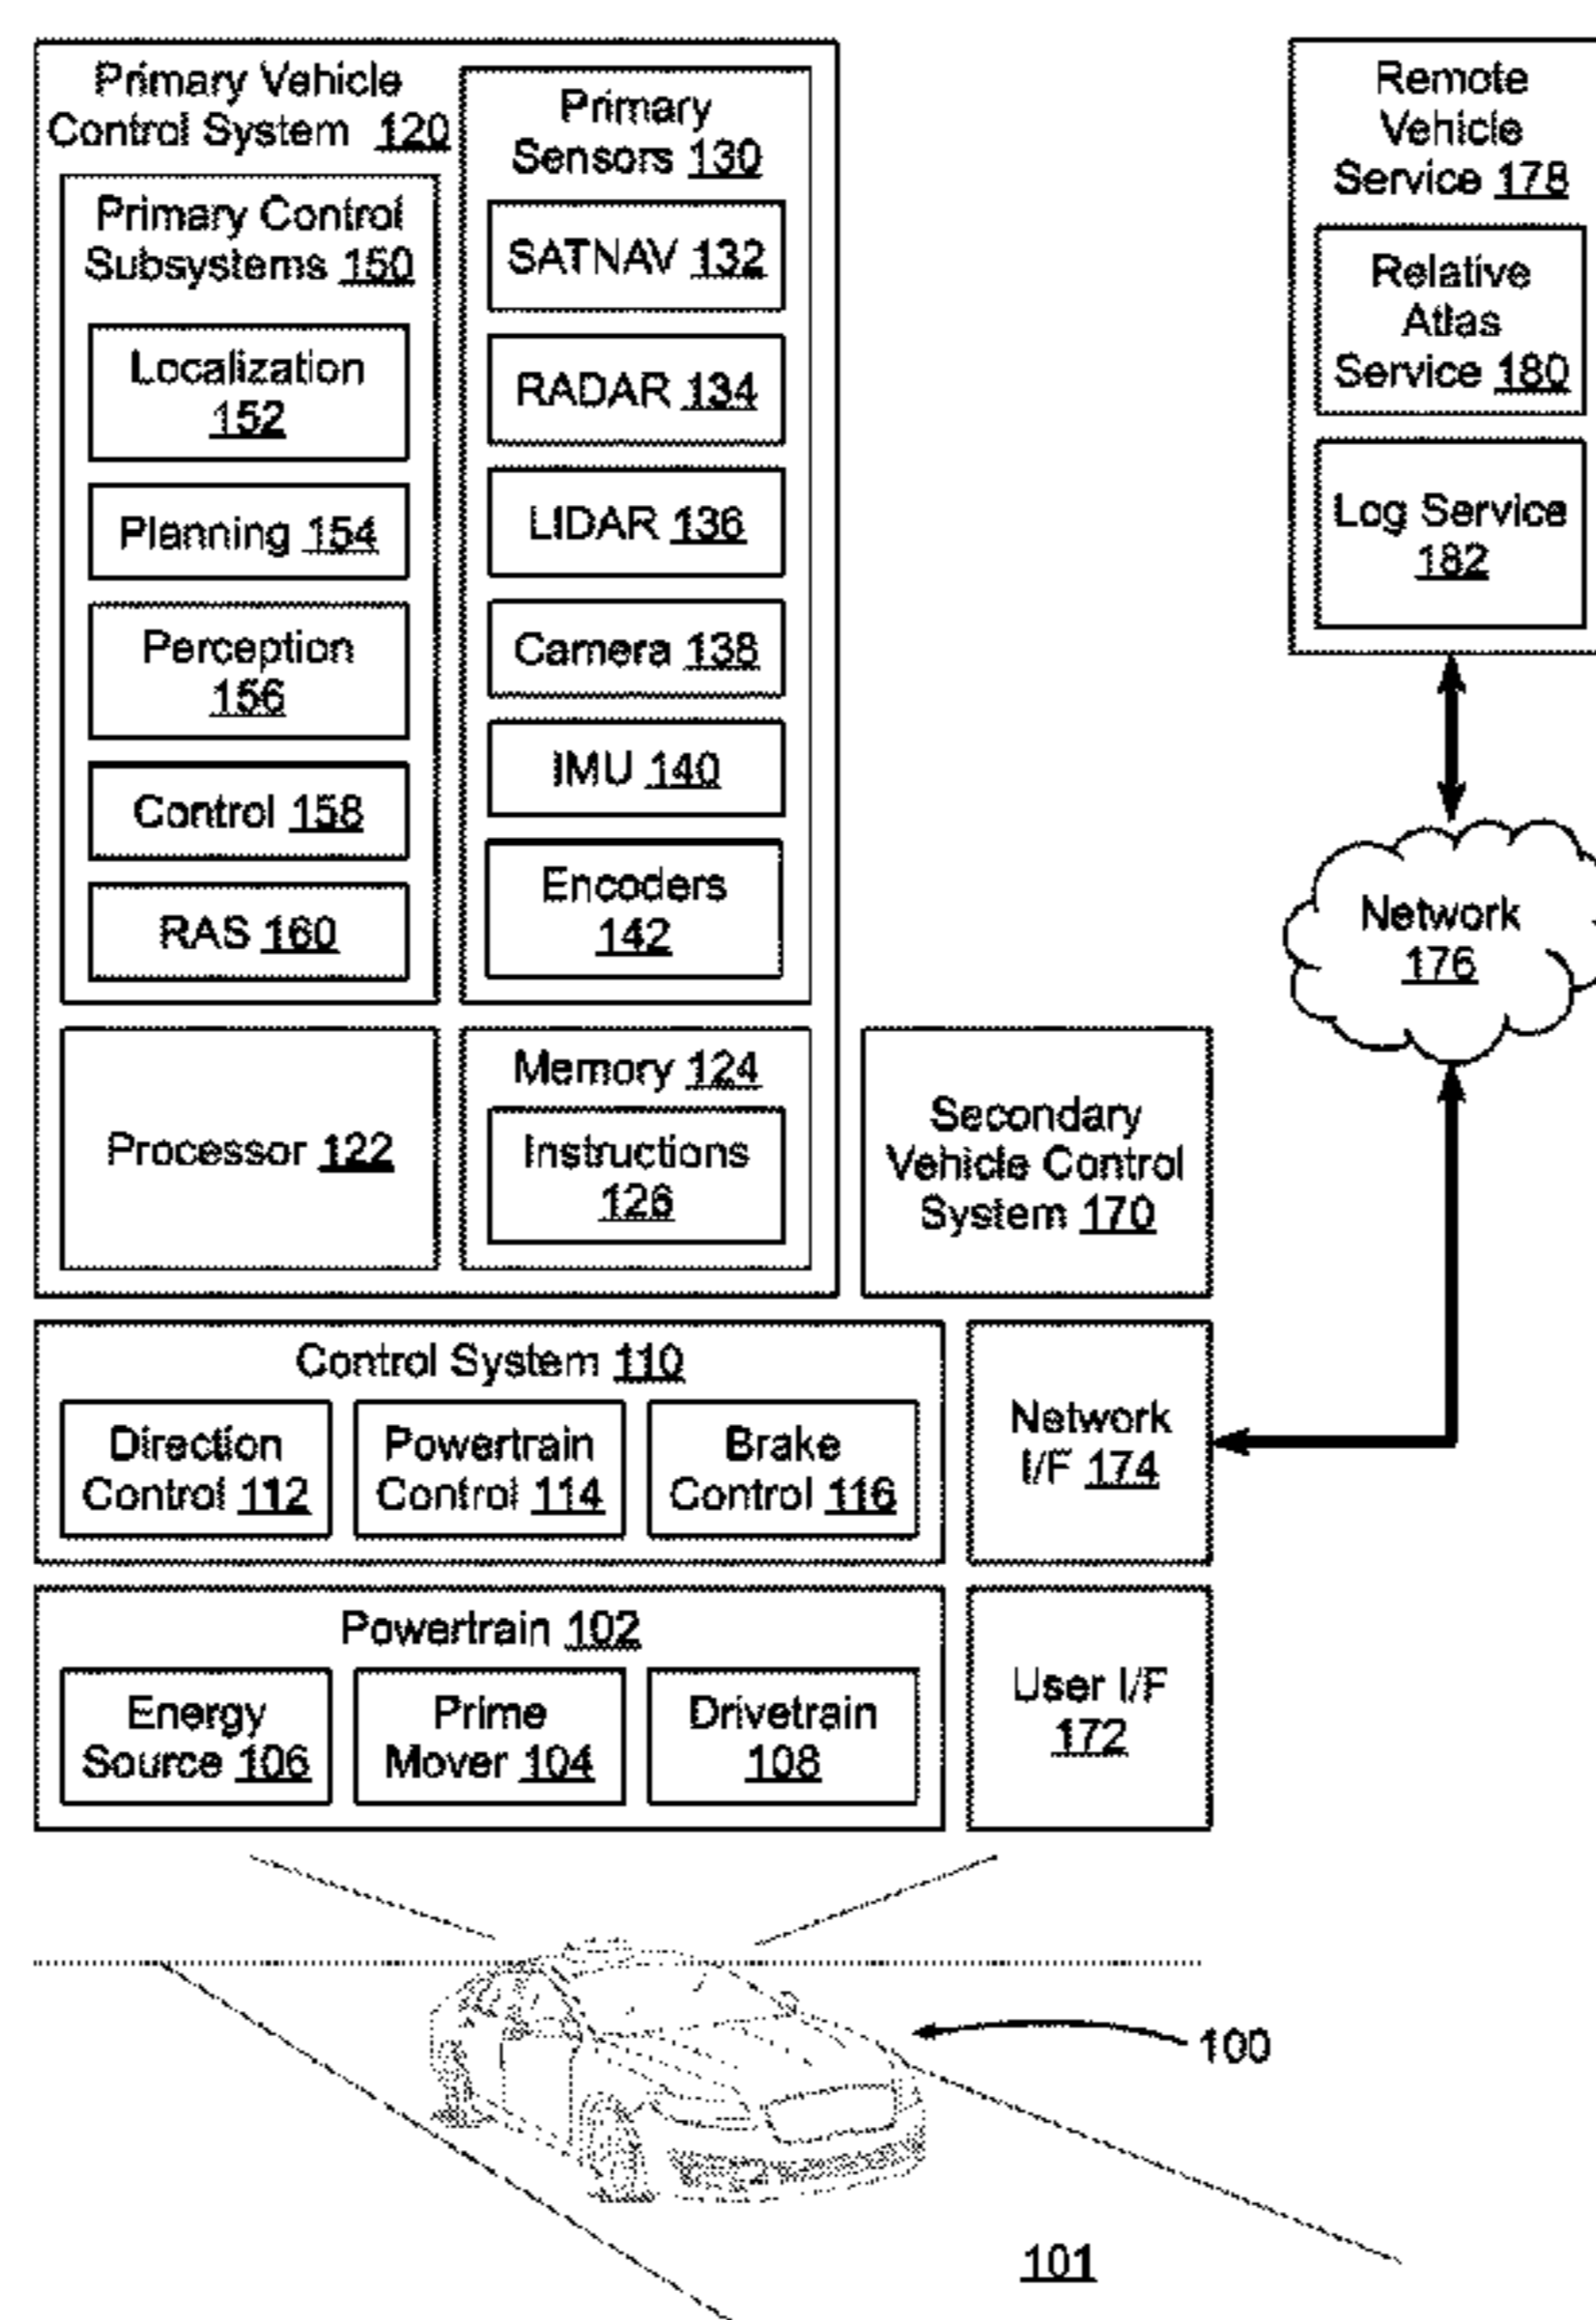 Primary Vehicle
Control System 120
Primary Control
Subsystems 150
Localization
152
Planning 154
Perception
156
Control 158
RAS 160
Primary
Sensors 130
SATNAV 132
RADAR 134
LIDAR 136
Camera 138
IMU 140
Encoders
142
Processor 122
Memory 124
Instructions
126
Secondary
Vehicle Control
System 170
Remote
Vehicle
Service 178
Relative
Atlas
Service 180
Log Service
182
Network
176
Control System 110
Direction
Control 112
Powertrain
Control 114
Brake
Control 116
Network
I/F 174
Powertrain 102
Energy
Source 106
Prime
Mover 104
Drivetrain
108
User I/F
172
100
101